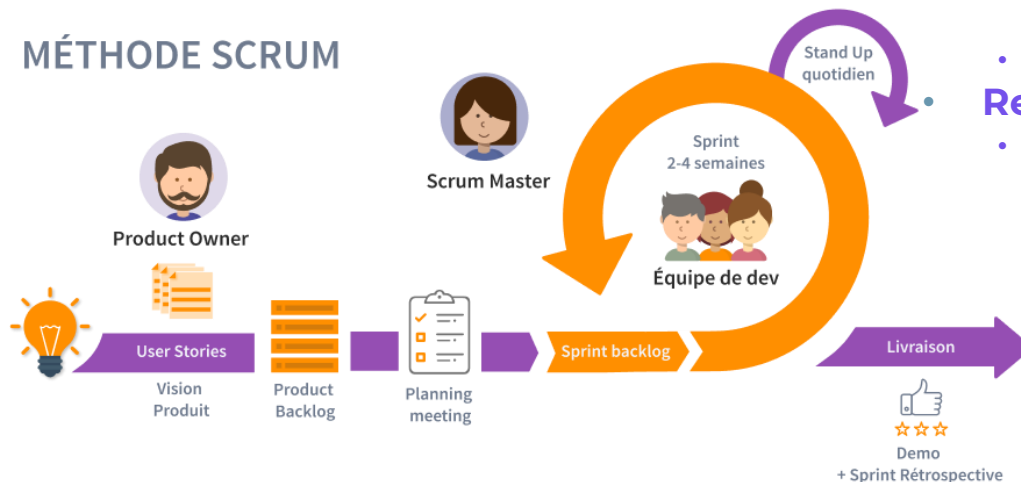 MÉTHODE SCRUM
Stand Up
quotidien
Re
Sprint
2-4 semaines
Scrum Master
Product Owner
Équipe de dev
User Stories
Sprint backlog
Livraison
Vision
Produit
Product
Backlog
Planning
meeting
Demo
+ Sprint Rétrospective